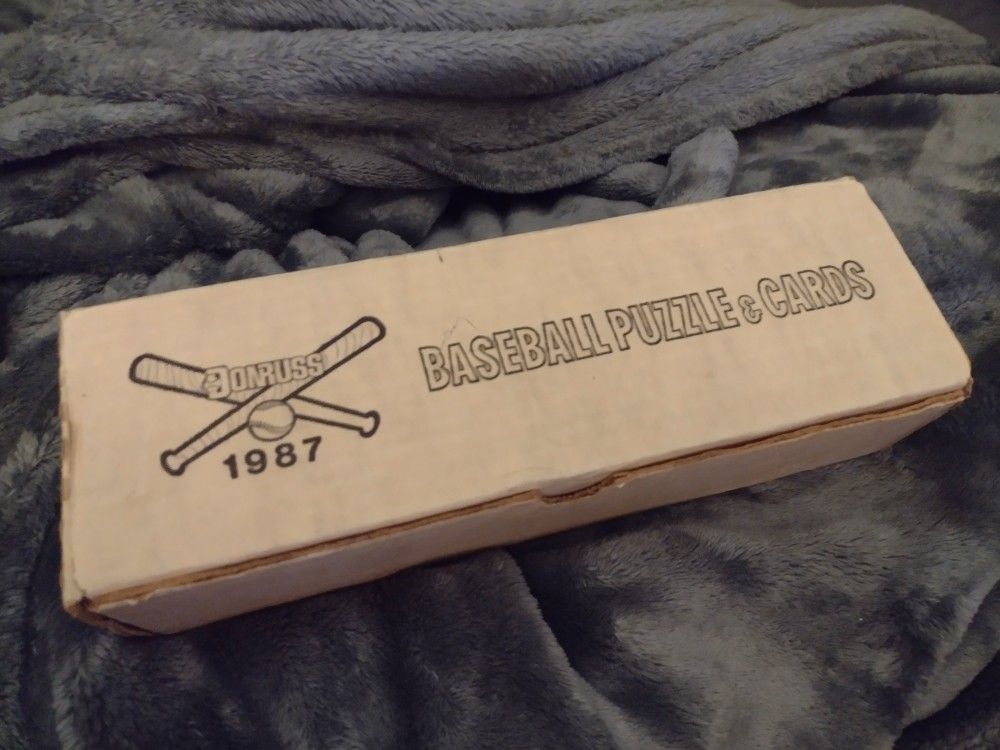 DONRUSS
1987
BASEBALL PUZZLE & CARDS